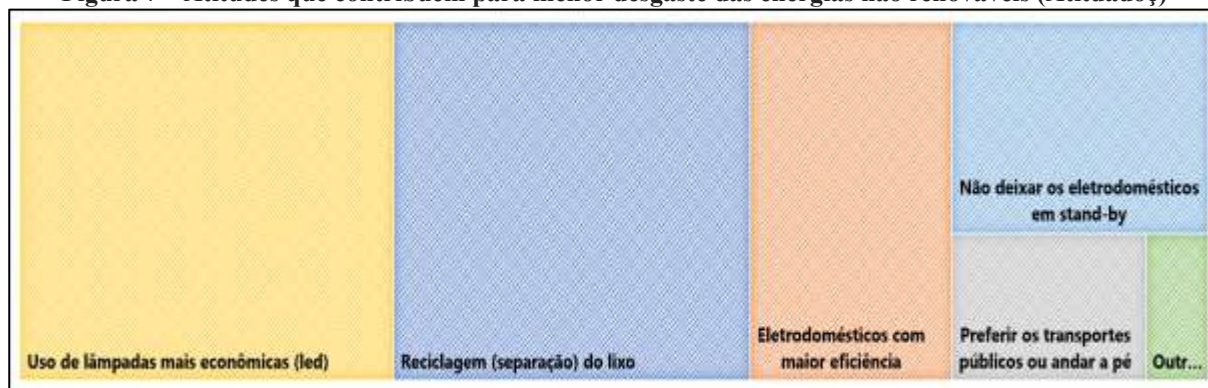 Não deixar os eletrodomésticos
em stand-by
Uso de lâmpadas mais econômicas (led)
Reciclagem (separação) do lixo
Eletrodomésticos com
maior eficiência
Preferir os transportes
públicos ou andar a pé
Outr...